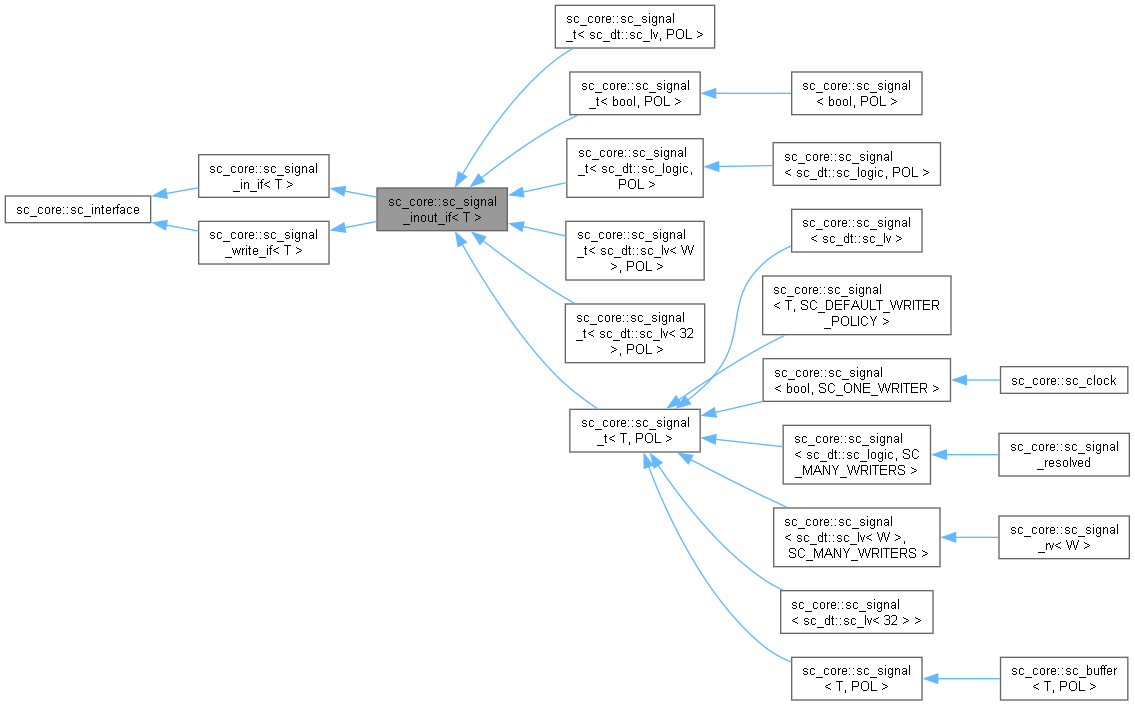 sc_core::sc_signal
_t< sc_dt::sc_lv, POL >
sc_core::sc_signal
_t< bool, POL >
sc_core::sc_signal
< bool, POL >
sc_core::sc_signal
_t< sc_dt::sc_logic,
POL >
sc_core::sc_signal
< sc_dt::sc_logic, POL >
sc_core::sc_signal
_in_if< T >
sc_core::sc_interface
sc_core::sc_signal
_inout_if< T >
sc_core::sc_signal
_write_if< T >
sc_core::sc_signal
_t< sc_dt::sc_lv< W
>, POL >
sc_core::sc_signal
< sc_dt::sc_lv >
sc_core::sc_signal
< T, SC_DEFAULT_WRITER
_POLICY >
sc_core::sc_signal
_t< sc_dt::sc_lv< 32
>, POL >
sc_core::sc_signal
< bool, SC_ONE_WRITER >
sc_core::sc_clock
sc_core::sc_signal
_t< T, POL >
sc_core::sc_signal
< sc_dt::sc_logic, SC
_MANY_WRITERS >
sc_core::sc_signal
_resolved
sc_core::sc_signal
< sc_dt::sc_lv< W >,
SC_MANY_WRITERS >
sc_core::sc_signal
_rv< W >
sc_core::sc_signal
< sc_dt::sc_lv< 32 > >
sc_core::sc_signal
< T, POL >
sc_core::sc_buffer
< T, POL >